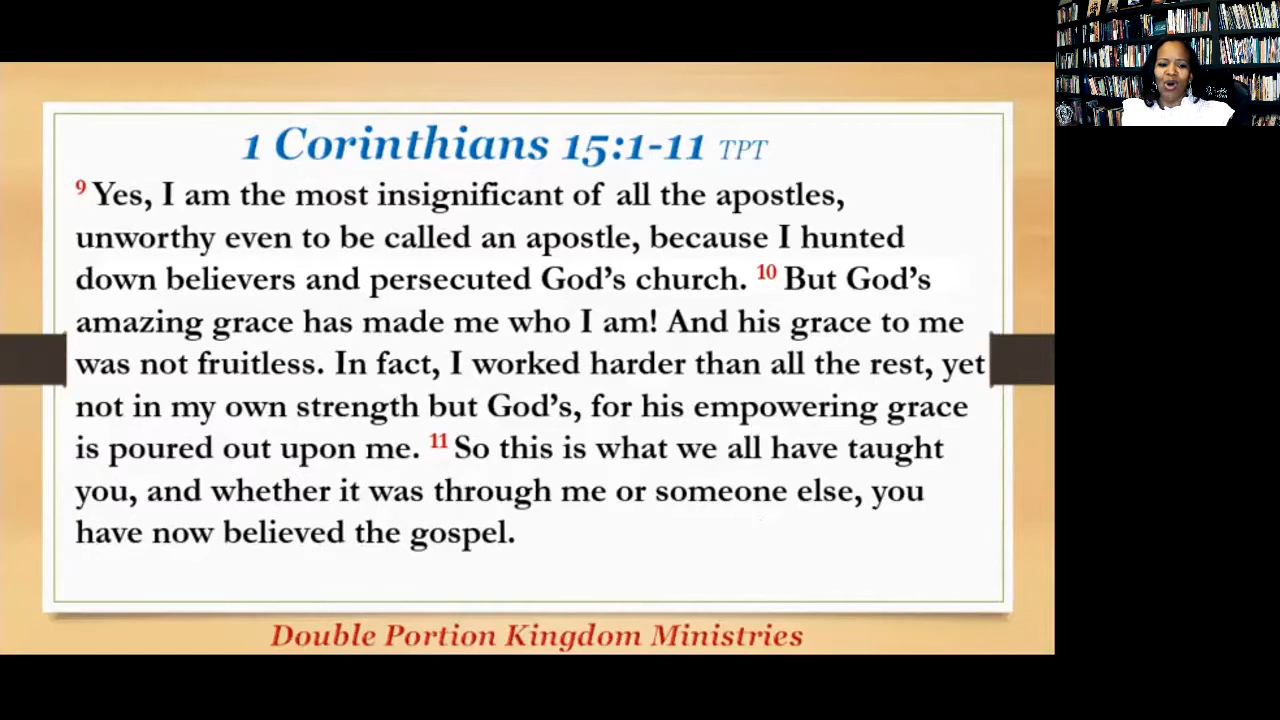 1 Corinthians 15:1-11 TPT
9 Yes, I am the most insignificant of all the apostles,
unworthy even to be called an apostle, because I hunted
down believers and persecuted God's church. 10 But God's
amazing grace has made me who I am! And his grace to me
was not fruitless. In fact, I worked harder than all the rest, yet
not in my own strength but God's, for his empowering grace
is poured out upon me. 11 So this is what we all have taught
you, and whether it was through me or someone else, you
have now believed the gospel.
Double Portion Kingdom Ministries